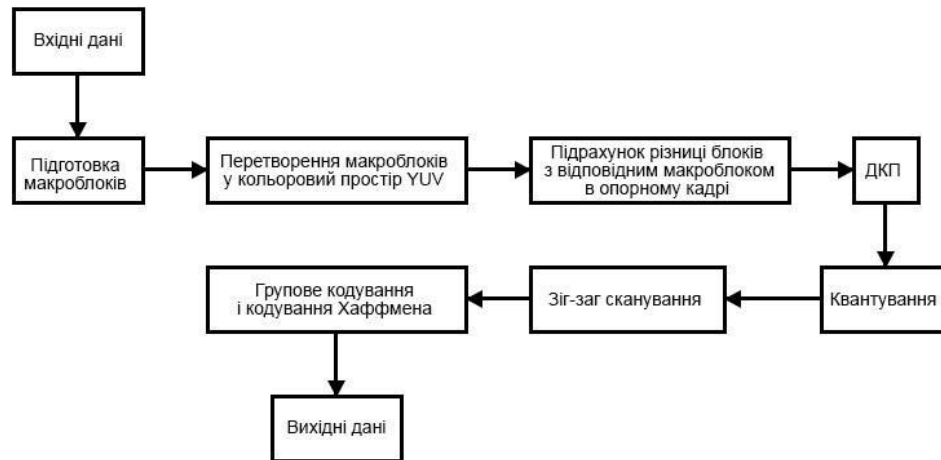 Вхідні дані
Підготовка
макроблоків
Перетворення макроблоків
у кольоровий простір YUV
Підрахунок різниці блоків
з відповідним макроблоком
в опорному кадрі
ДКП
Квантування
Зіг-заг сканування
Групове кодування
і кодування Хаффмена
Вихідні дані